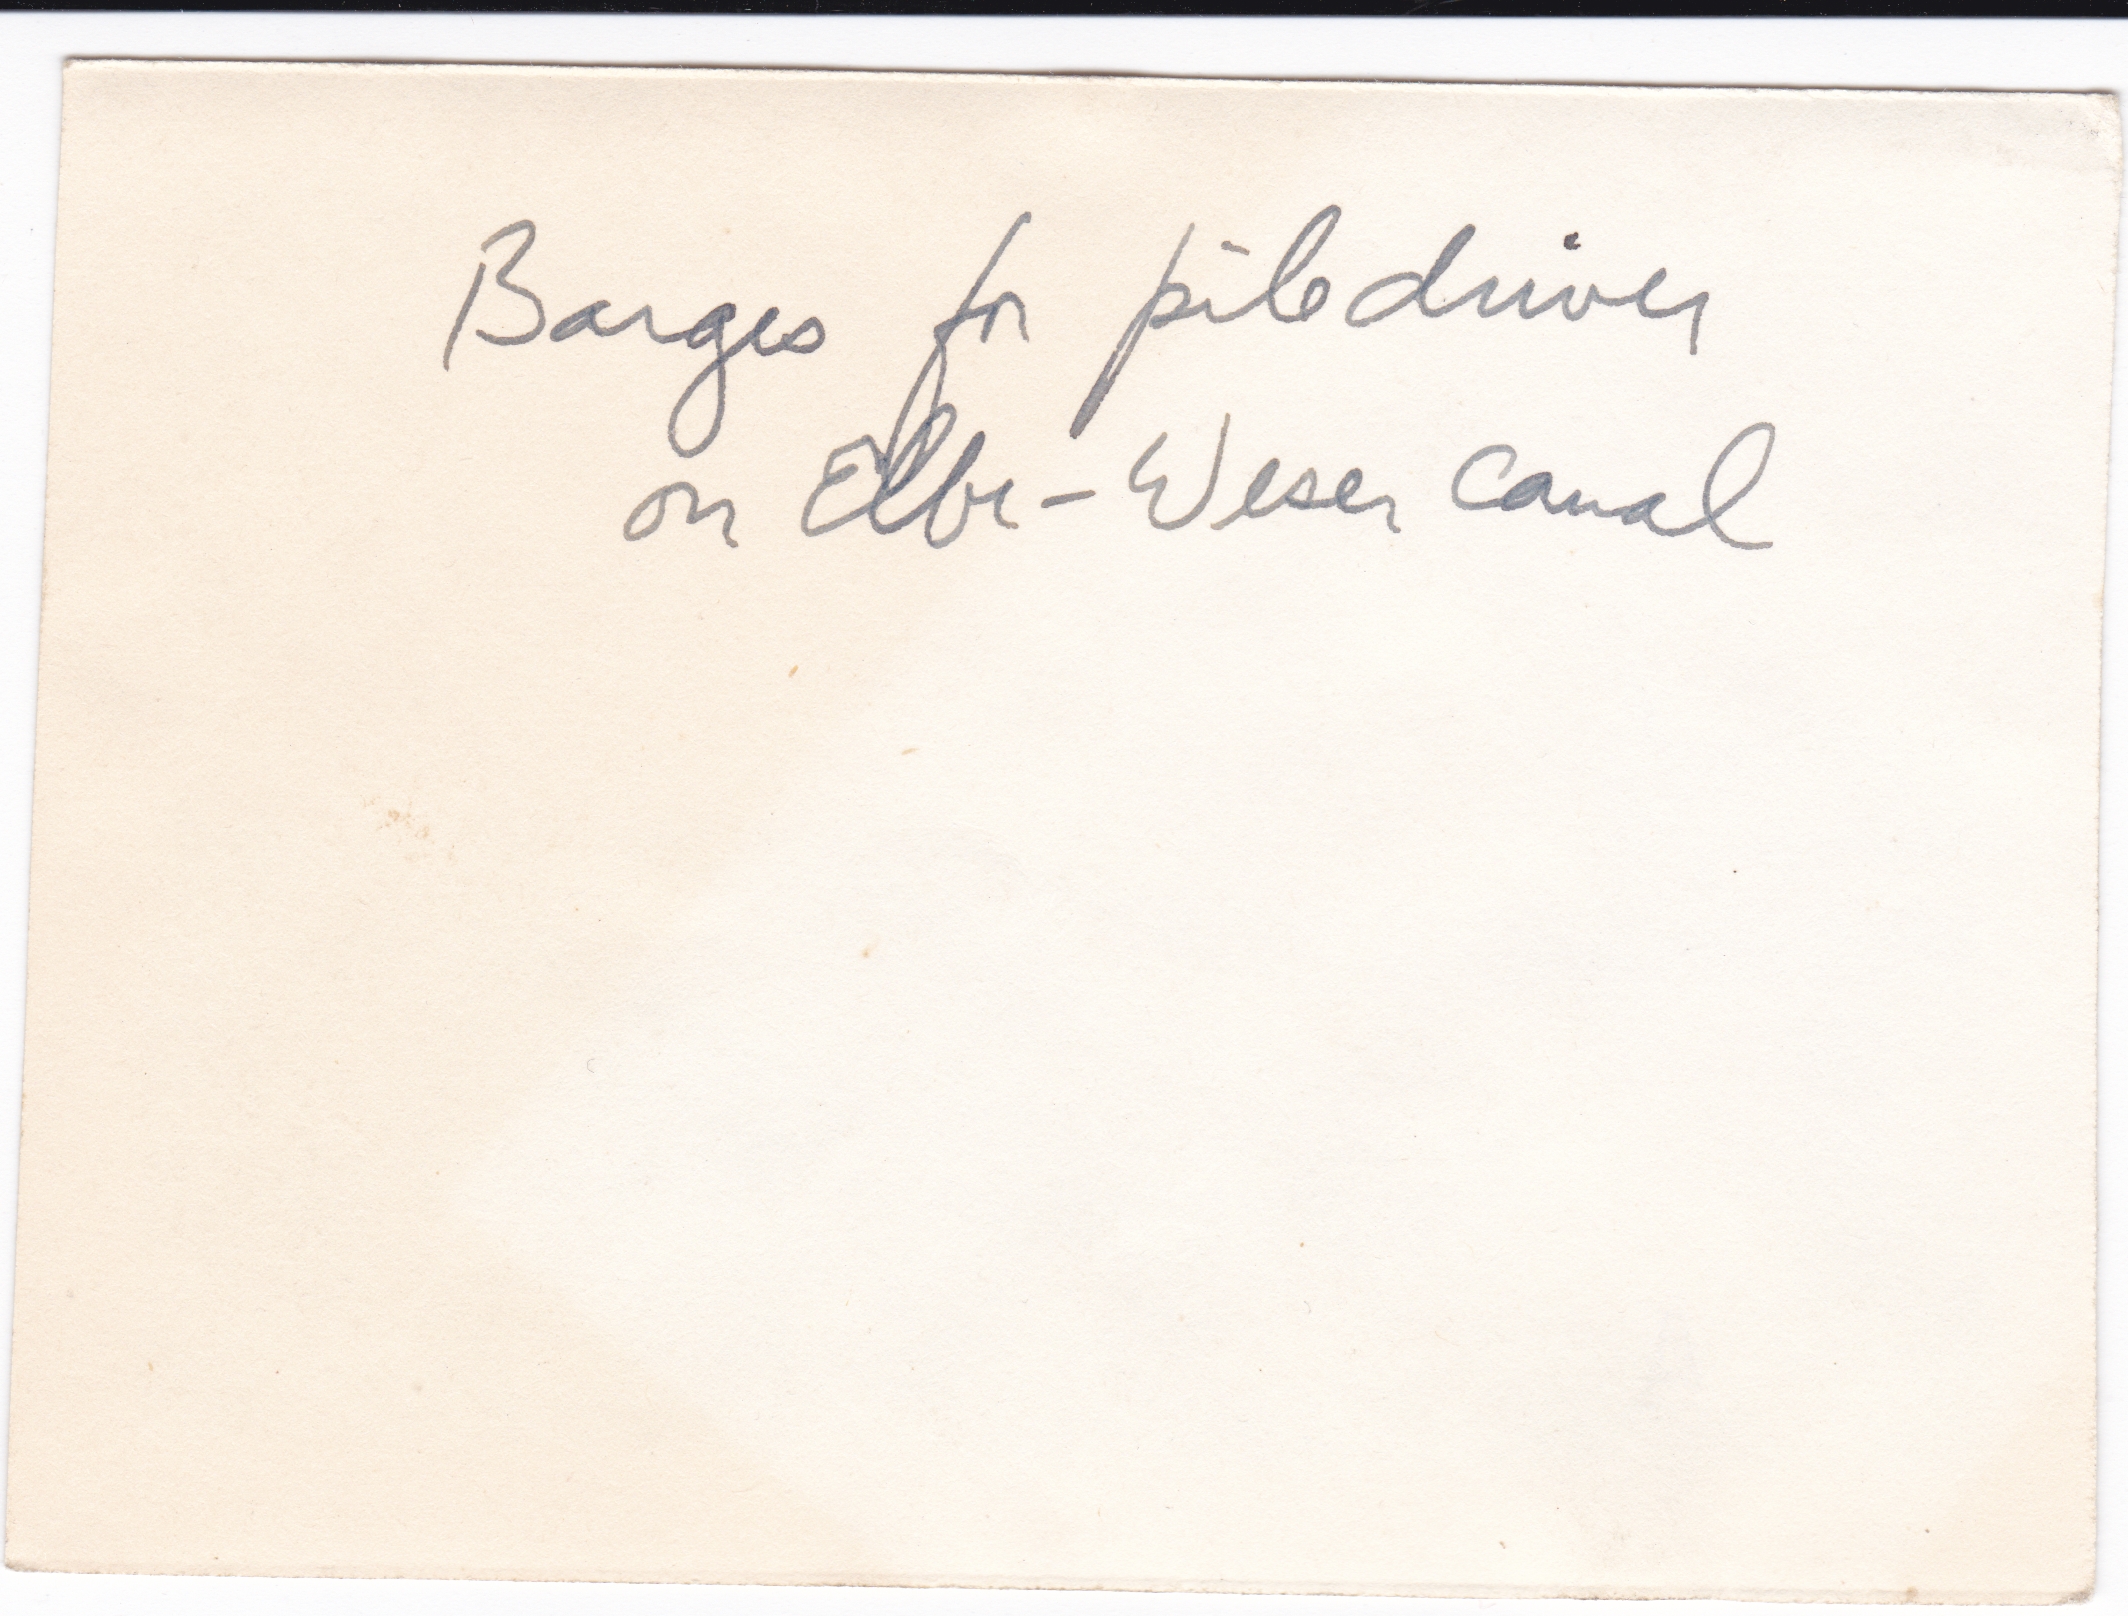 Barges for piledriver
on Elbe-Weser Canal